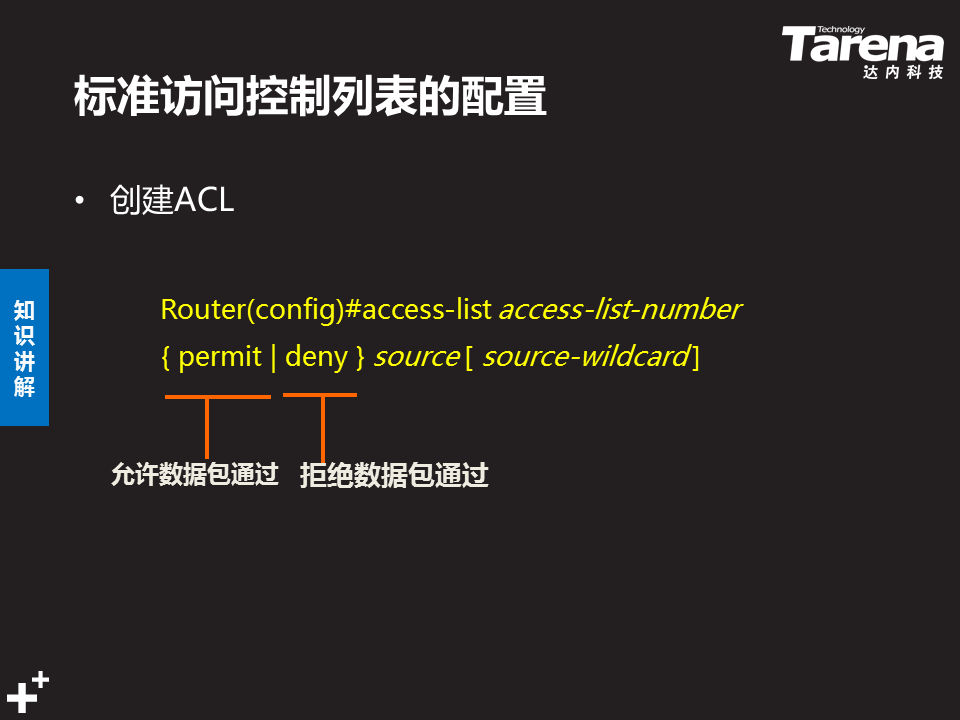 Technology
Tarena
达内科技
标准访问控制列表的配置
• 创建ACL
知识讲解
Router(config)#access-list access-list-number
{ permit | deny } source [ source-wildcard ]
允许数据包通过 拒绝数据包通过